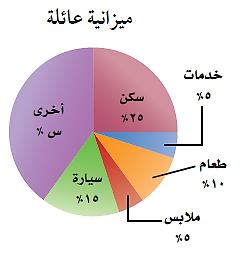 ميزانية عائلة
خدمات
٥٪
سكن
٢٥٪
أخرى
س ٪
طعام
١٠٪
سيارة
١٥٪
ملابس
٥٪